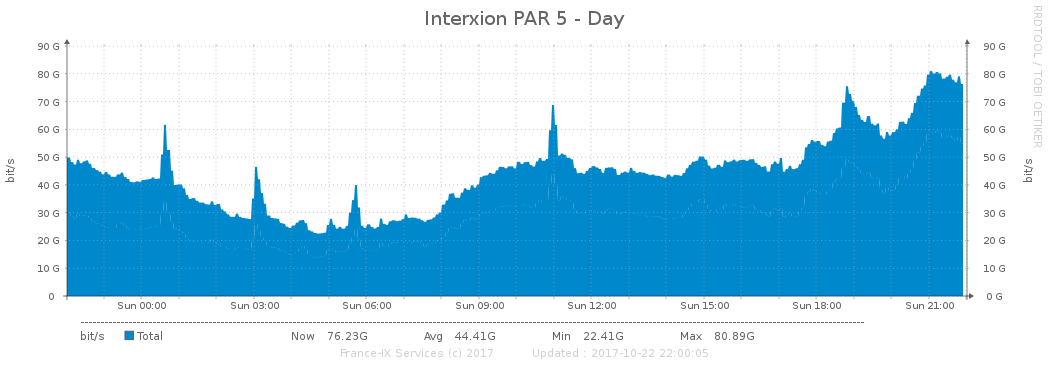 Interxion PAR 5 - Day
RRDTOOL / TOBI OETIKER
90 G 90 G
80 G 80 G
70 G 70 G
60 G 60 G
50 G 50 G
40 G 40 G
30 G 30 G
20 G 20 G
10 G 10 G
0 0 G
bit/s
bit/s
Sun 00:00 Sun 03:00 Sun 06:00 Sun 09:00 Sun 12:00 Sun 15:00 Sun 18:00 Sun 21:00
bit/s Total Now 76.23G Avg 44.41G Min 22.41G Max 80.89G
France-IX Services (c) 2017 Updated : 2017-10-22 22:00:05